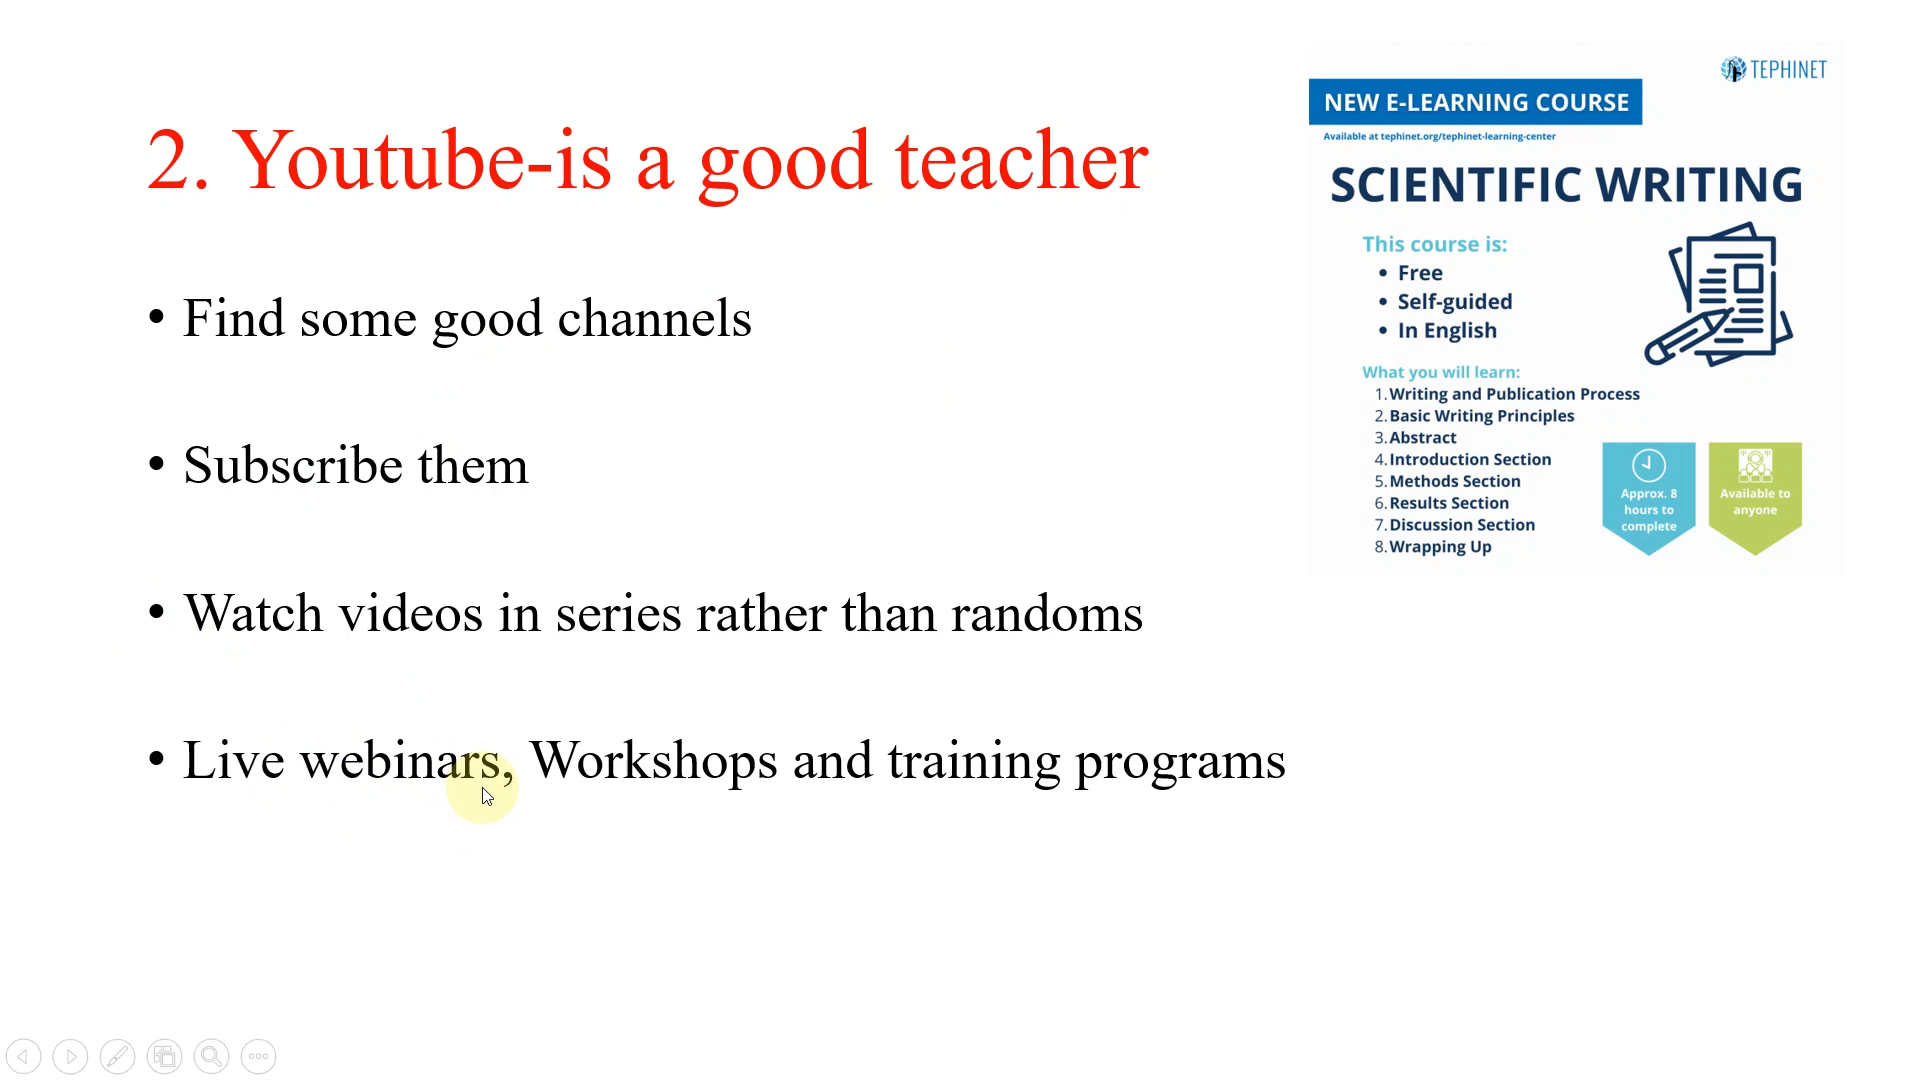 2. Youtube-is a good teacher
• Find some good channels
• Subscribe them
• Watch videos in series rather than randoms
• Live webinars, Workshops and training programs
TEPHINET
NEW E-LEARNING COURSE
Available at tephinet.org/tephinet-learning-center
SCIENTIFIC WRITING
This course is:
• Free
• Self-guided
• In English
What you will learn:
1. Writing and Publication Process
2. Basic Writing Principles
3. Abstract
4. Introduction Section
5. Methods Section
6. Results Section
7. Discussion Section
8. Wrapping Up
Approx. 8
hours to
complete
Available to
anyone